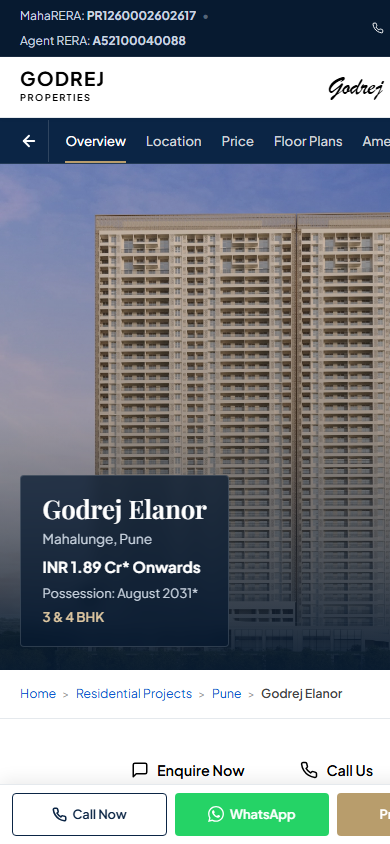 MahaRERA: PR1260002602617
Agent RERA: A52100040088
GODREJ
PROPERTIES
Godrej
Overview Location Price Floor Plans Ame
Godrej Elanor
Mahalunge, Pune
INR 1.89 Cr* Onwards
Possession: August 2031*
3 & 4 BHK
Home > Residential Projects > Pune > Godrej Elanor
Enquire Now Call Us
Call Now WhatsApp Pr